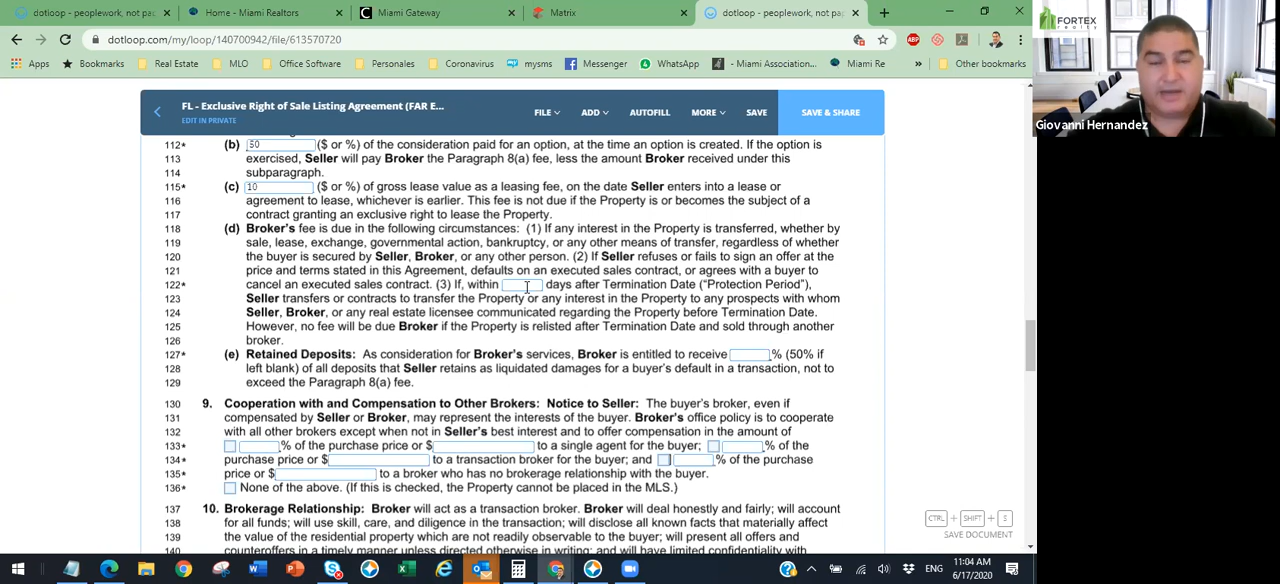 dotloop - peoplework, not pap
Home - Miami Realtors
Miami Gateway
Matrix
dotloop - peoplework, not pap
dotloop.com/my/loop/140700942/file/613570720
Apps
Bookmarks
Real Estate
MLO
Office Software
Personales
Coronavirus
mysms
Messenger
WhatsApp
- Miami Association...
Miami Re
»
Other bookmarks
FORTEX
realty
Giovanni Hernandez
FL - Exclusive Right of Sale Listing Agreement (FAR E...
EDIT IN PRIVATE
FILE
ADD
AUTOFILL
MORE
SAVE
SAVE & SHARE
112* (b) 50 ($ or %) of the consideration paid for an option, at the time an option is created. If the option is
113 exercised, Seller will pay Broker the Paragraph 8(a) fee, less the amount Broker received under this
114 subparagraph.
115* (c) 10 ($ or %) of gross lease value as a leasing fee, on the date Seller enters into a lease or
116 agreement to lease, whichever is earlier. This fee is not due if the Property is or becomes the subject of a
117 contract granting an exclusive right to lease the Property.
118 (d) Broker's fee is due in the following circumstances: (1) If any interest in the Property is transferred, whether by
119 sale, lease, exchange, governmental action, bankruptcy, or any other means of transfer, regardless of whether
120 the buyer is secured by Seller, Broker, or any other person. (2) If Seller refuses or fails to sign an offer at the
121 price and terms stated in this Agreement, defaults on an executed sales contract, or agrees with a buyer to
122* cancel an executed sales contract. (3) If, within days after Termination Date ("Protection Period"),
123 Seller transfers or contracts to transfer the Property or any interest in the Property to any prospects with whom
124 Seller, Broker, or any real estate licensee communicated regarding the Property before Termination Date.
125 However, no fee will be due Broker if the Property is relisted after Termination Date and sold through another
126 broker.
127* (e) Retained Deposits: As consideration for Broker's services, Broker is entitled to receive % (50% if
128 left blank) of all deposits that Seller retains as liquidated damages for a buyer's default in a transaction, not to
129 exceed the Paragraph 8(a) fee.
130 9. Cooperation with and Compensation to Other Brokers: Notice to Seller: The buyer's broker, even if
131 compensated by Seller or Broker, may represent the interests of the buyer. Broker's office policy is to cooperate
132 with all other brokers except when not in Seller's best interest and to offer compensation in the amount of
133* % of the purchase price or $ to a single agent for the buyer; % of the
134* purchase price or $ to a transaction broker for the buyer; and % of the purchase
135* price or $ to a broker who has no brokerage relationship with the buyer.
136* None of the above. (If this is checked, the Property cannot be placed in the MLS.)
137 10. Brokerage Relationship: Broker will act as a transaction broker. Broker will deal honestly and fairly; will account
138 for all funds; will use skill, care, and diligence in the transaction; will disclose all known facts that materially affect
139 the value of the residential property which are not readily observable to the buyer; will present all offers and
140 counteroffers in a timely manner unless directed otherwise in writing; and will have limited confidentiality with
CTRL + SHIFT + S
SAVE DOCUMENT
ENG
11:04 AM
6/17/2020